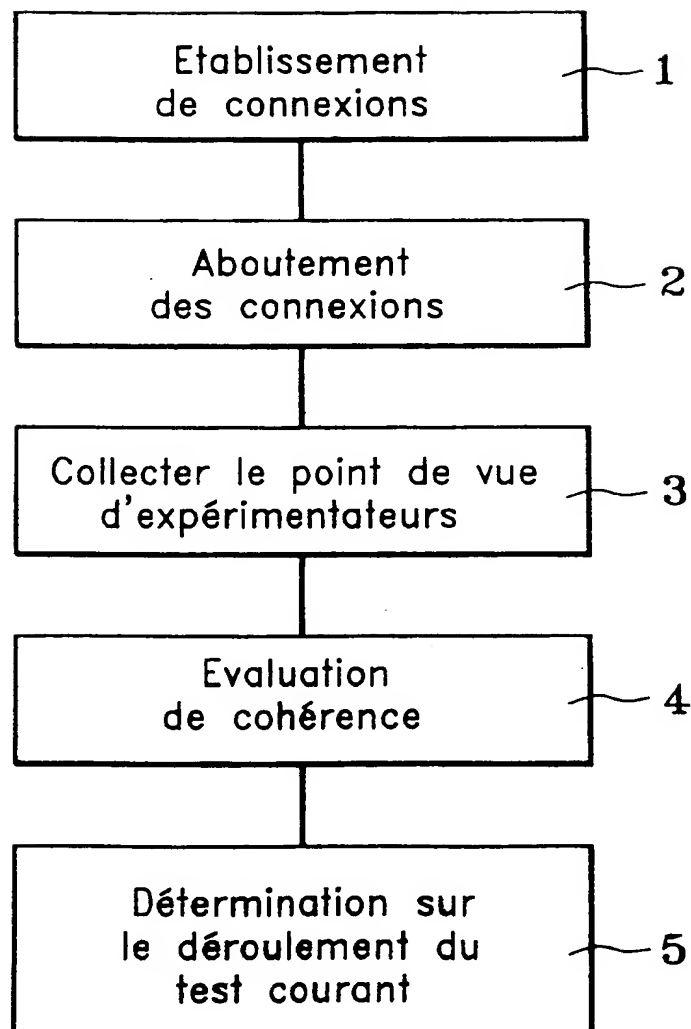 Etablissement
de connexions
1
Aboutement
des connexions
2
Collecter le point de vue
d'expérimentateurs
3
Evaluation
de cohérence
4
Détermination sur
le déroulement du
test courant
5